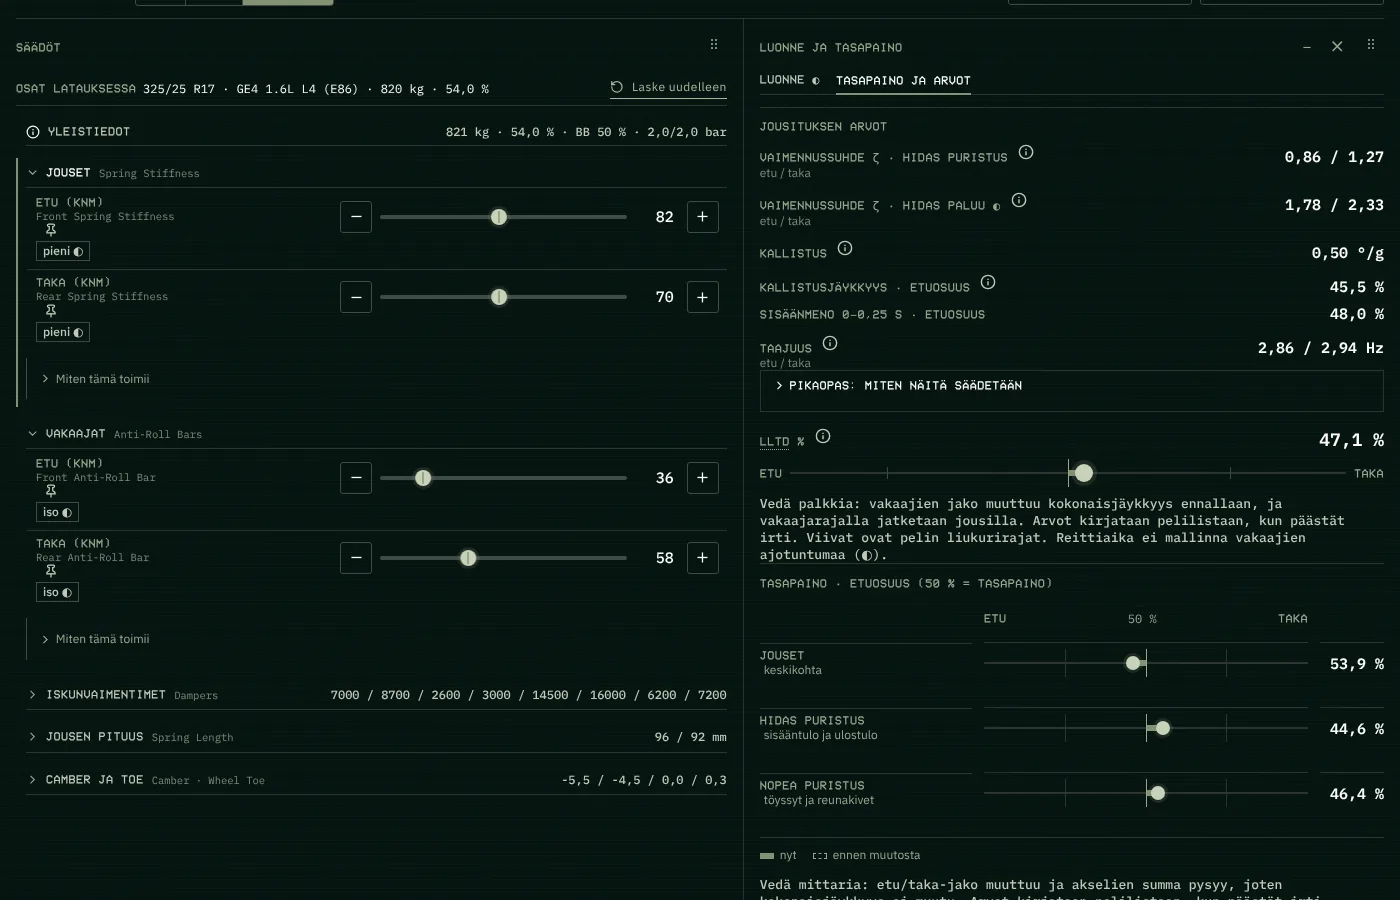 SÄÄDÖT
OSAT LATAUKSESSA 325/25 R17 · GE4 1.6L L4 (E86) · 820 kg · 54,0 %
Laske uudelleen
YLEISTIEDOT
821 kg · 54,0 % · BB 50 % · 2,0/2,0 bar
JOUSET Spring Stiffness
ETU (KNM)
Front Spring Stiffness
− 82 +
pieni
TAKA (KNM)
Rear Spring Stiffness
− 70 +
pieni
Miten tämä toimii
VAKAAJAT Anti-Roll Bars
ETU (KNM)
Front Anti-Roll Bar
− 36 +
iso
TAKA (KNM)
Rear Anti-Roll Bar
− 58 +
iso
Miten tämä toimii
ISKUNVAIMENTIMET Dampers 7000 / 8700 / 2600 / 3000 / 14500 / 16000 / 6200 / 7200
JOUSEN PITUUS Spring Length 96 / 92 mm
CAMBER JA TOE Camber · Wheel Toe -5,5 / -4,5 / 0,0 / 0,3
LUONNE JA TASAPAINO
LUONNE TASAPAINO JA ARVOT
JOUSITUKSEN ARVOT
VAIMENNUSSUHDE ζ · HIDAS PURISTUS 0,86 / 1,27
etu / taka
VAIMENNUSSUHDE ζ · HIDAS PALUU 1,78 / 2,33
etu / taka
KALLISTUS 0,50 °/g
KALLISTUSJÄYKKYYS · ETUOSUUS 45,5 %
SISÄÄNMENO 0–0,25 S · ETUOSUUS 48,0 %
TAAJUUS 2,86 / 2,94 Hz
etu / taka
PIKAOPAS: MITEN NÄITÄ SÄÄDETÄÄN
LLTD % 47,1 %
ETU TAKA
Vedä palkkia: vakaajien jako muuttuu kokonaisjäykkyys ennallaan, ja
vakaajarajalla jatketaan jousilla. Arvot kirjataan pelilistaan, kun päästät
irti. Viivat ovat pelin liukurirajat. Reittiaika ei mallinna vakaajien
ajotuntumaa (◐).
TASAPAINO · ETUOSUUS (50 % = TASAPAINO)
ETU 50 % TAKA
JOUSET 53,9 %
keskikohta
HIDAS PURISTUS 44,6 %
sisääntulo ja ulostulo
NOPEA PURISTUS 46,4 %
töyssyt ja reunakivet
nyt ennen muutosta
Vedä mittaria: etu/taka-jako muuttuu ja akselien summa pysyy, joten